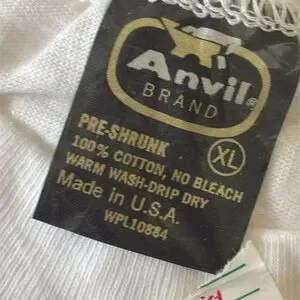 Anvil®
BRAND
PRE-SHRUNK
XL
100% COTTON, NO BLEACH
WARM WASH-DRIP DRY
Made in U.S.A.
WPL10884